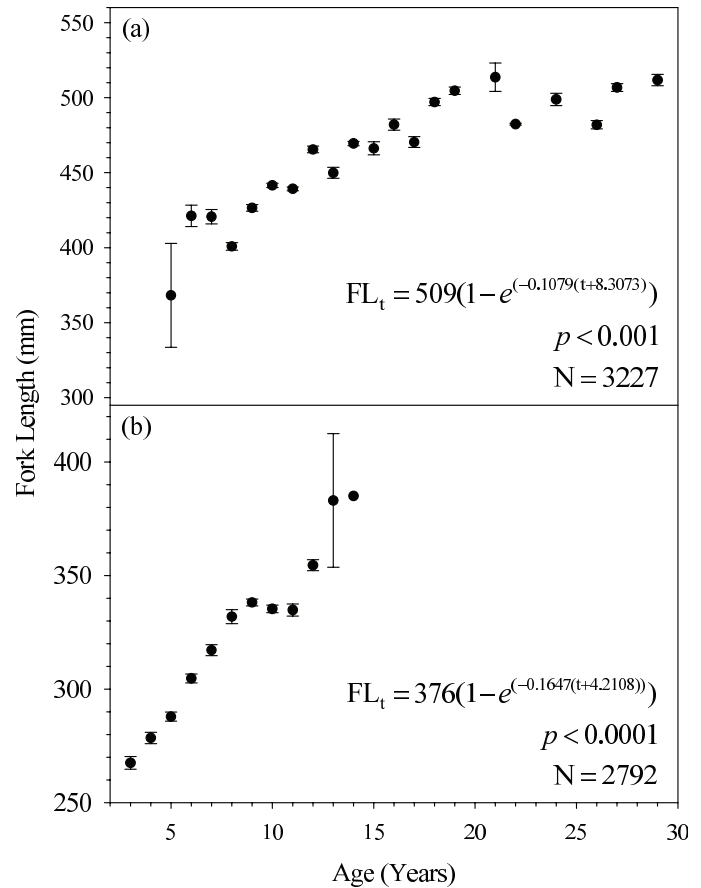 Fork Length (mm)
(a)
550
500
450
400
350
300
FLₜ = 509(1−e^(−0.1079(t+8.3073))
p < 0.001
N = 3227
(b)
400
350
300
250
FLₜ = 376(1−e^(−0.1647(t+4.2108)))
p < 0.0001
N = 2792
5 10 15 20 25 30
Age (Years)